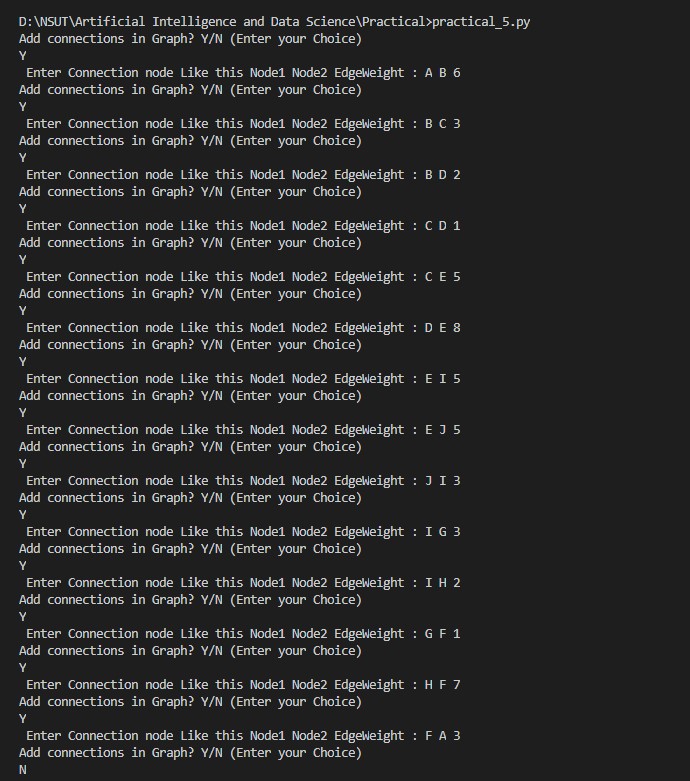 D:\NSUT\Artificial Intelligence and Data Science\Practical>practical_5.py
Add connections in Graph? Y/N (Enter your Choice)
Y
 Enter Connection node Like this Node1 Node2 EdgeWeight : A B 6
Add connections in Graph? Y/N (Enter your Choice)
Y
 Enter Connection node Like this Node1 Node2 EdgeWeight : B C 3
Add connections in Graph? Y/N (Enter your Choice)
Y
 Enter Connection node Like this Node1 Node2 EdgeWeight : B D 2
Add connections in Graph? Y/N (Enter your Choice)
Y
 Enter Connection node Like this Node1 Node2 EdgeWeight : C D 1
Add connections in Graph? Y/N (Enter your Choice)
Y
 Enter Connection node Like this Node1 Node2 EdgeWeight : C E 5
Add connections in Graph? Y/N (Enter your Choice)
Y
 Enter Connection node Like this Node1 Node2 EdgeWeight : D E 8
Add connections in Graph? Y/N (Enter your Choice)
Y
 Enter Connection node Like this Node1 Node2 EdgeWeight : E I 5
Add connections in Graph? Y/N (Enter your Choice)
Y
 Enter Connection node Like this Node1 Node2 EdgeWeight : E J 5
Add connections in Graph? Y/N (Enter your Choice)
Y
 Enter Connection node Like this Node1 Node2 EdgeWeight : J I 3
Add connections in Graph? Y/N (Enter your Choice)
Y
 Enter Connection node Like this Node1 Node2 EdgeWeight : I G 3
Add connections in Graph? Y/N (Enter your Choice)
Y
 Enter Connection node Like this Node1 Node2 EdgeWeight : I H 2
Add connections in Graph? Y/N (Enter your Choice)
Y
 Enter Connection node Like this Node1 Node2 EdgeWeight : G F 1
Add connections in Graph? Y/N (Enter your Choice)
Y
 Enter Connection node Like this Node1 Node2 EdgeWeight : H F 7
Add connections in Graph? Y/N (Enter your Choice)
Y
 Enter Connection node Like this Node1 Node2 EdgeWeight : F A 3
Add connections in Graph? Y/N (Enter your Choice)
N